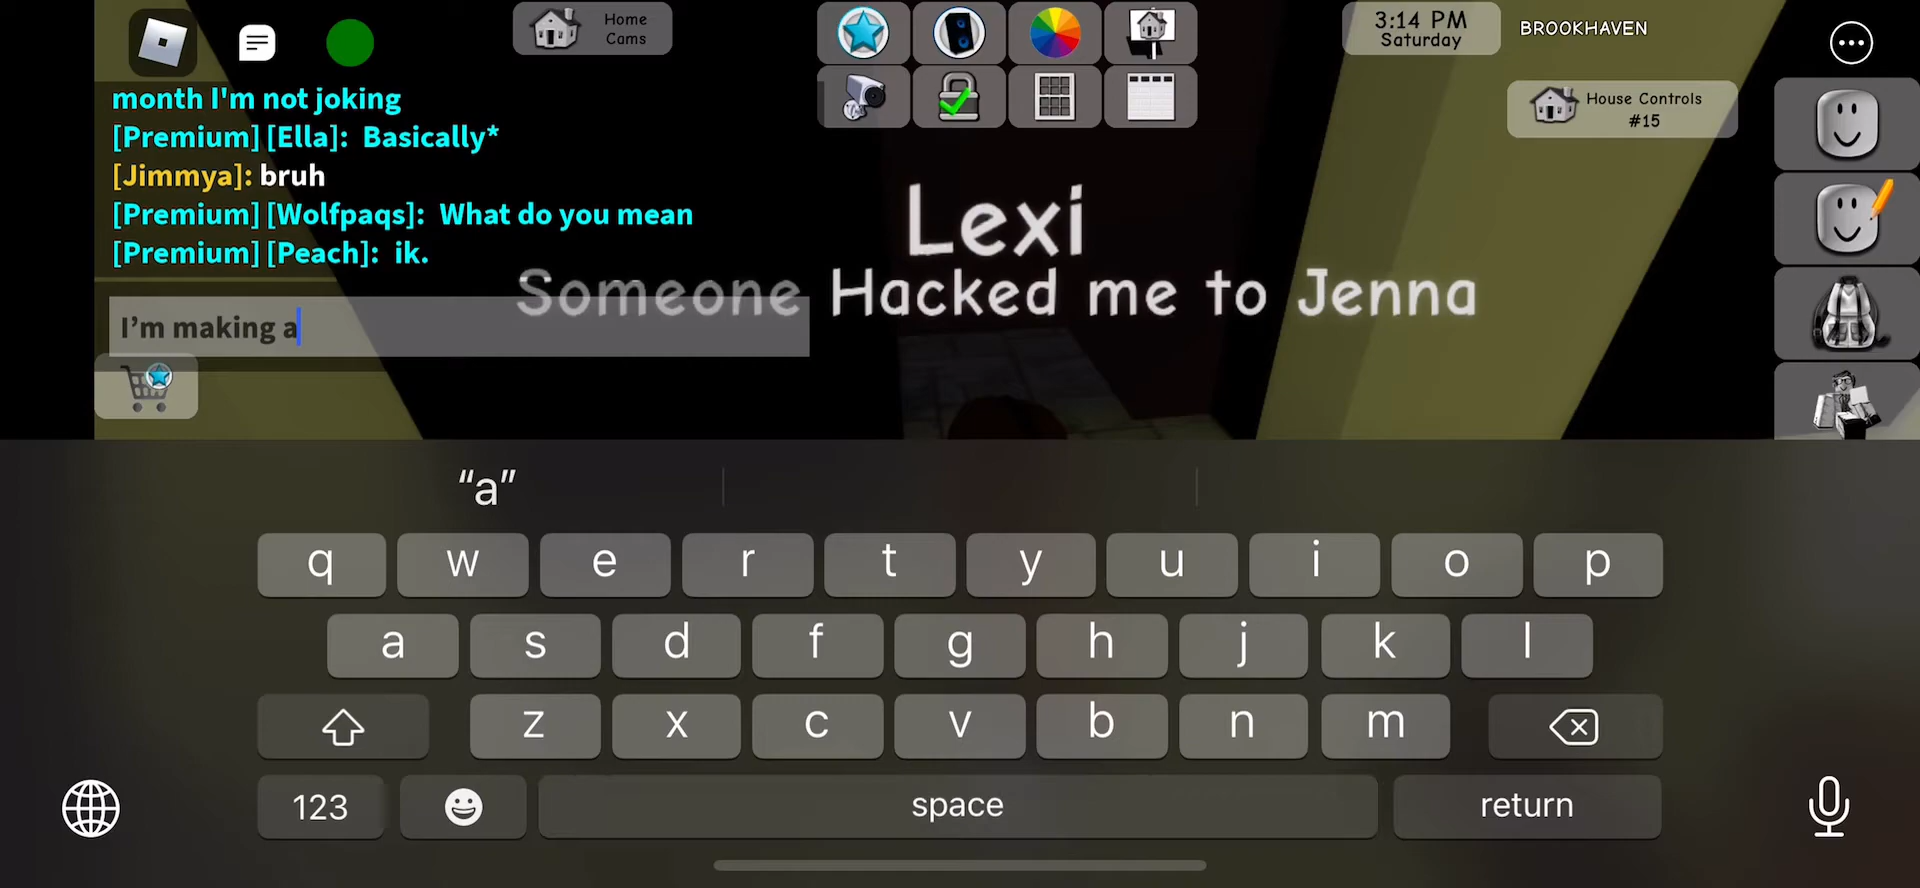 Home
Cams
3:14 PM
Saturday
BROOKHAVEN
House Controls
#15
month I'm not joking
[Premium] [Ella]: Basically*
[Jimmya]: bruh
[Premium] [Wolfpaqs]: What do you mean
[Premium] [Peach]: ik.
Lexi
Someone Hacked me to Jenna
I’m making a
“a”
q w e r t y u i o p
a s d f g h j k l
z x c v b n m
123 space return